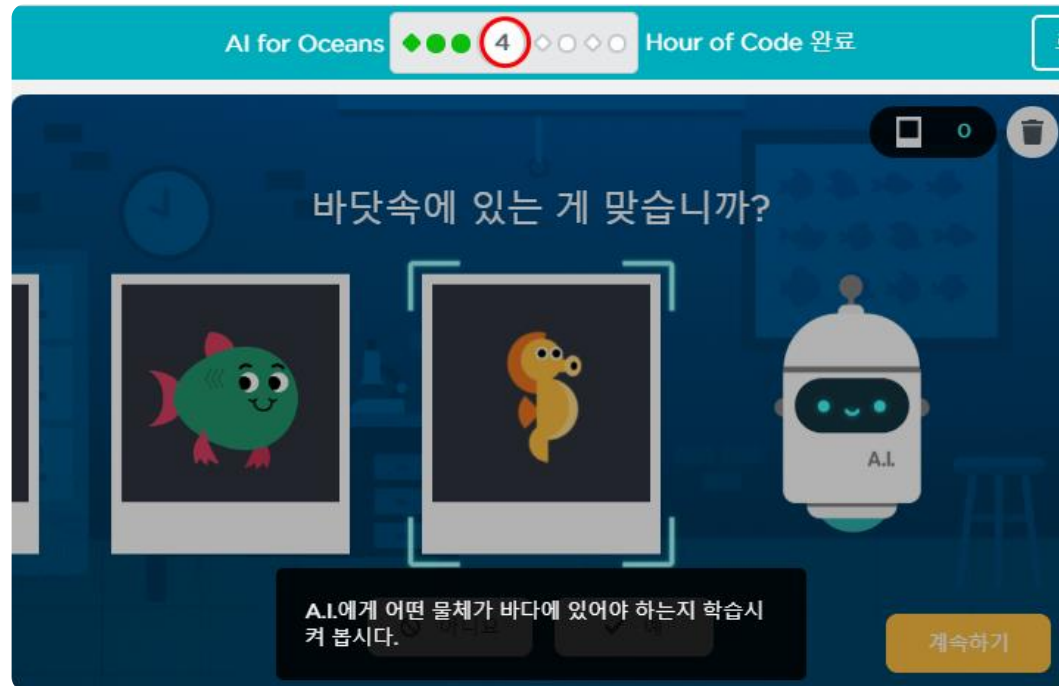 AI for Oceans 4 Hour of Code 완료
0
바닷속에 있는 게 맞습니까?
A.I.
A.I.에게 어떤 물체가 바다에 있어야 하는지 학습시
켜 봅시다.
계속하기